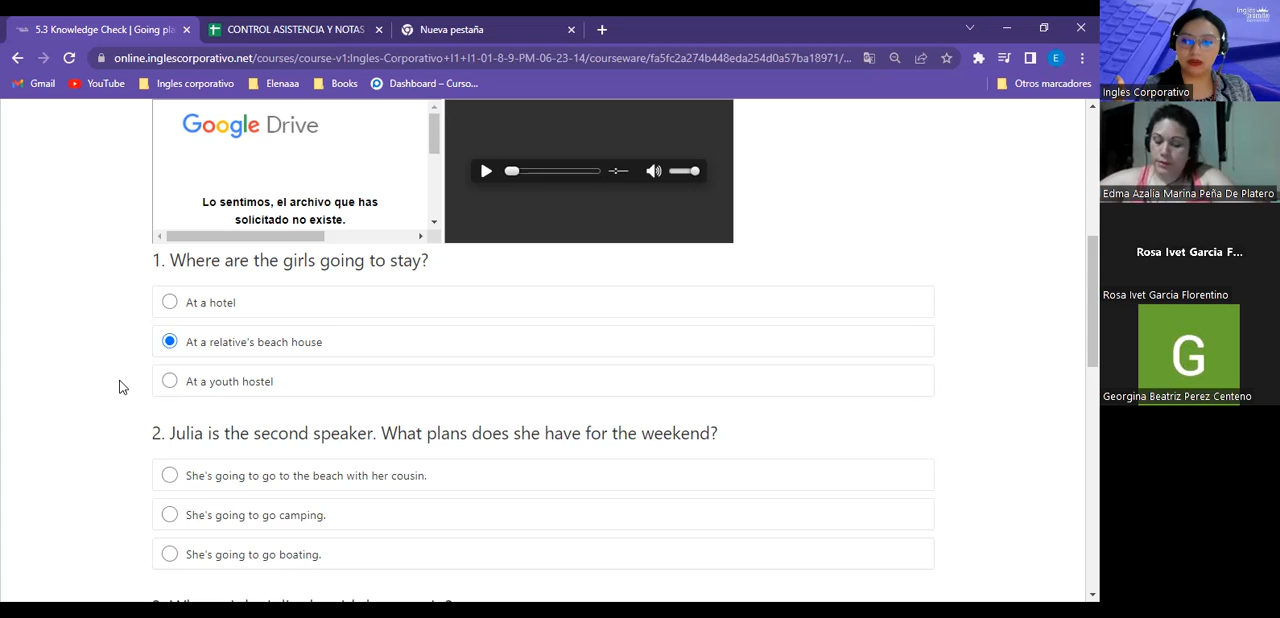 5.3 Knowledge Check | Going pla
CONTROL ASISTENCIA Y NOTAS
Nueva pestaña
online.inglescorporativo.net/courses/course-v1:Ingles-Corporativo+I1+I1-01-8-9-PM-06-23-14/courseware/fa5fc2a274b448eda254d0a57ba18971/...
E
Gmail
YouTube
Ingles corporativo
Books
Elenaaa
Dashboard – Curso...
Otros marcadores
Google Drive
Lo sentimos, el archivo que has
solicitado no existe.
1. Where are the girls going to stay?
At a hotel
At a relative's beach house
At a youth hostel
2. Julia is the second speaker. What plans does she have for the weekend?
She's going to go to the beach with her cousin.
She's going to go camping.
She's going to go boating.
Ingles Corporativo
Edma Azalia Marina Peña De Platero
Rosa Ivet Garcia F...
Rosa Ivet Garcia Florentino
G
Georgina Beatriz Perez Centeno